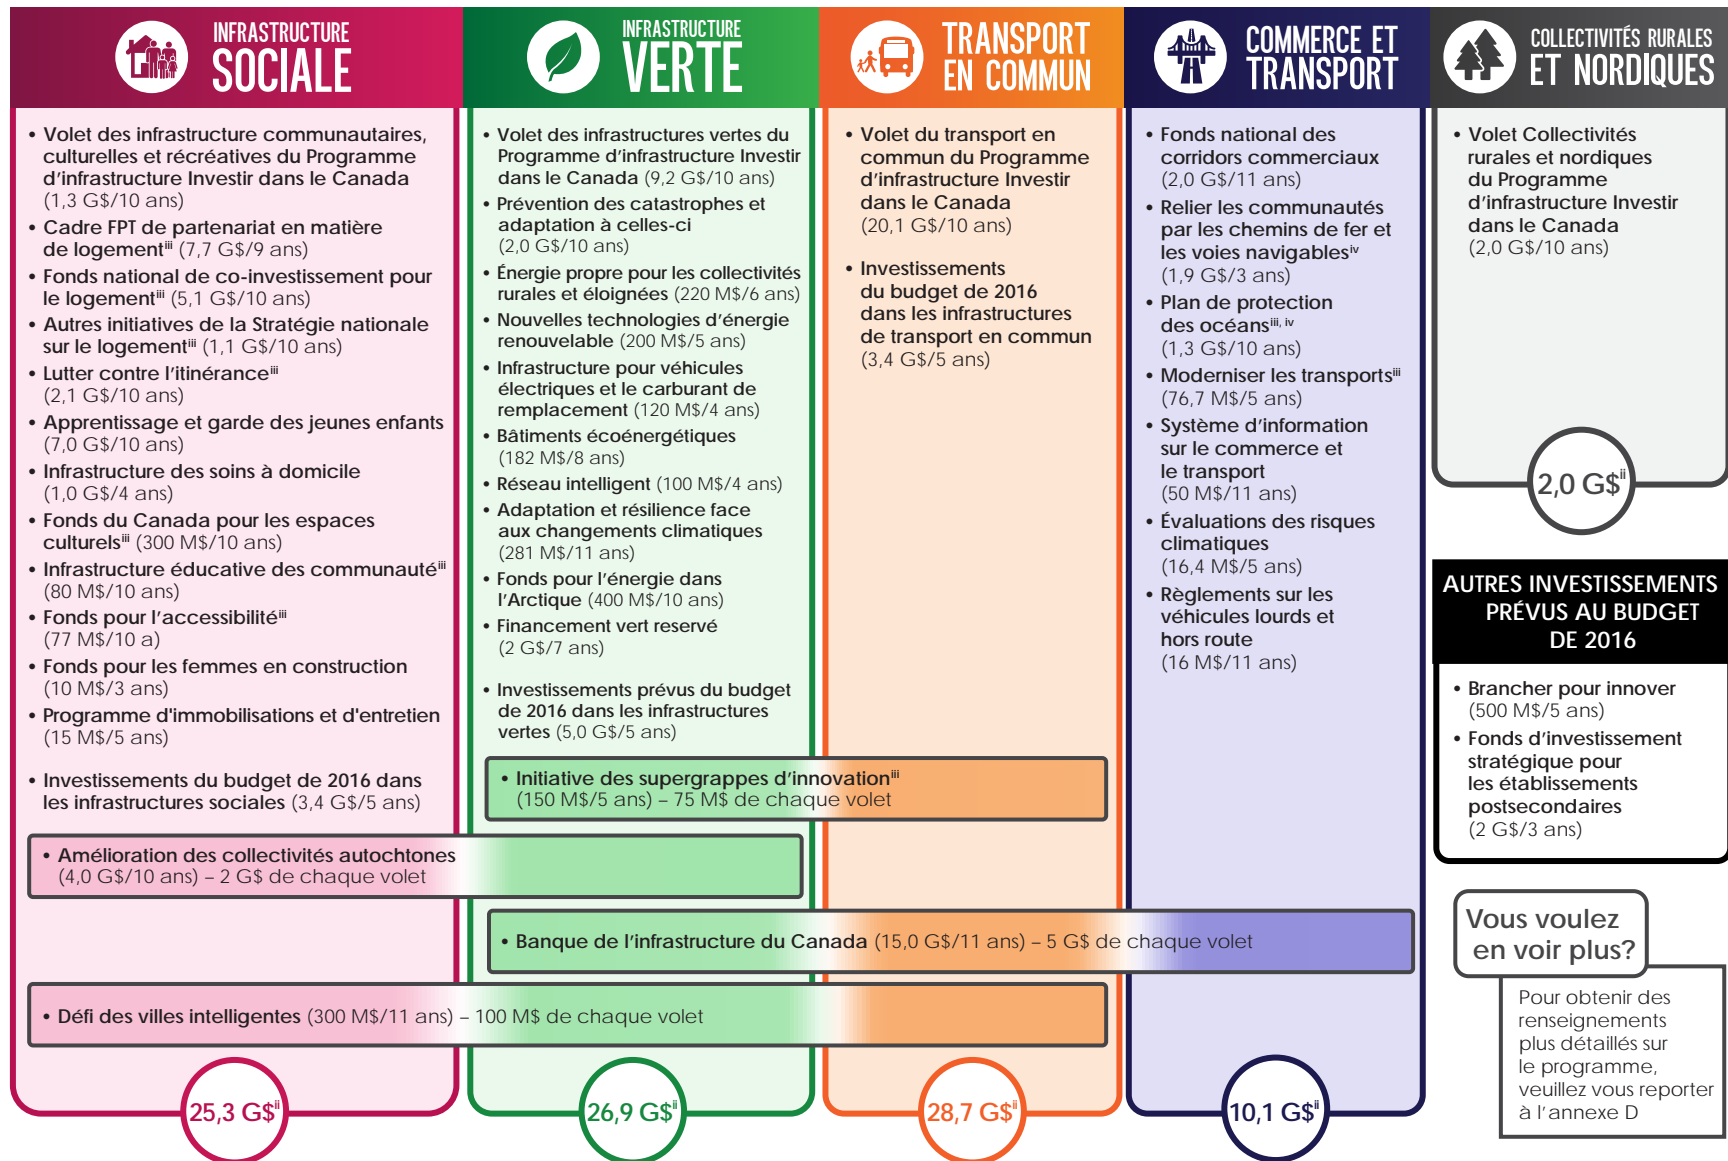 INFRASTRUCTURE
SOCIALE
• Volet des infrastructure communautaires,
culturelles et récréatives du Programme
d'infrastructure Investir dans le Canada
(1,3 G$/10 ans)
• Cadre FPT de partenariat en matière
de logementⁱⁱⁱ (7,7 G$/9 ans)
• Fonds national de co-investissement pour
le logementⁱⁱⁱ (5,1 G$/10 ans)
• Autres initiatives de la Stratégie nationale
sur le logementⁱⁱⁱ (1,1 G$/10 ans)
• Lutter contre l'itinéranceⁱⁱⁱ
(2,1 G$/10 ans)
• Apprentissage et garde des jeunes enfants
(7,0 G$/10 ans)
• Infrastructure des soins à domicile
(1,0 G$/4 ans)
• Fonds du Canada pour les espaces
culturelsⁱⁱⁱ (300 M$/10 ans)
• Infrastructure éducative des communautéⁱⁱⁱ
(80 M$/10 ans)
• Fonds pour l'accessibilitéⁱⁱⁱ
(77 M$/10 a)
• Fonds pour les femmes en construction
(10 M$/3 ans)
• Programme d'immobilisations et d'entretien
(15 M$/5 ans)
• Investissements du budget de 2016 dans
les infrastructures sociales (3,4 G$/5 ans)
INFRASTRUCTURE
VERTE
• Volet des infrastructures vertes du
Programme d'infrastructure Investir
dans le Canada (9,2 G$/10 ans)
• Prévention des catastrophes et
adaptation à celles-ci
(2,0 G$/10 ans)
• Énergie propre pour les collectivités
rurales et éloignées (220 M$/6 ans)
• Nouvelles technologies d'énergie
renouvelable (200 M$/5 ans)
• Infrastructure pour véhicules
électriques et le carburant de
remplacement (120 M$/4 ans)
• Bâtiments écoénergétiques
(182 M$/8 ans)
• Réseau intelligent (100 M$/4 ans)
• Adaptation et résilience face
aux changements climatiques
(281 M$/11 ans)
• Fonds pour l'énergie dans
l'Arctique (400 M$/10 ans)
• Financement vert reservé
(2 G$/7 ans)
• Investissements prévus du budget
de 2016 dans les infrastructures
vertes (5,0 G$/5 ans)
TRANSPORT
EN COMMUN
• Volet du transport en
commun du Programme
d'infrastructure Investir
dans le Canada
(20,1 G$/10 ans)
• Investissements
du budget de 2016
dans les infrastructures
de transport en commun
(3,4 G$/5 ans)
COMMERCE ET
TRANSPORT
• Fonds national des
corridors commerciaux
(2,0 G$/11 ans)
• Relier les communautés
par les chemins de fer et
les voies navigablesⁱᵛ
(1,9 G$/3 ans)
• Plan de protection
des océansⁱⁱⁱ, ⁱᵛ
(1,3 G$/10 ans)
• Moderniser les transportsⁱⁱⁱ
(76,7 M$/5 ans)
• Système d'information
sur le commerce et
le transport
(50 M$/11 ans)
• Évaluations des risques
climatiques
(16,4 M$/5 ans)
• Règlements sur les
véhicules lourds et
hors route
(16 M$/11 ans)
COLLECTIVITÉS RURALES
ET NORDIQUES
• Volet Collectivités
rurales et nordiques
du Programme
d'infrastructure Investir
dans le Canada
(2,0 G$/10 ans)
2,0 G$ⁱⁱ
AUTRES INVESTISSEMENTS
PRÉVUS AU BUDGET
DE 2016
• Brancher pour innover
(500 M$/5 ans)
• Fonds d'investissement
stratégique pour
les établissements
postsecondaires
(2 G$/3 ans)
• Initiative des supergrappes d'innovationⁱⁱⁱ
(150 M$/5 ans) – 75 M$ de chaque volet
• Amélioration des collectivités autochtones
(4,0 G$/10 ans) – 2 G$ de chaque volet
• Banque de l'infrastructure du Canada (15,0 G$/11 ans) – 5 G$ de chaque volet
• Défi des villes intelligentes (300 M$/11 ans) – 100 M$ de chaque volet
25,3 G$ⁱⁱ
26,9 G$ⁱⁱ
28,7 G$ⁱⁱ
10,1 G$ⁱⁱ
Vous voulez
en voir plus?
Pour obtenir des
renseignements
plus détaillés sur
le programme,
veuillez vous reporter
à l'annexe D